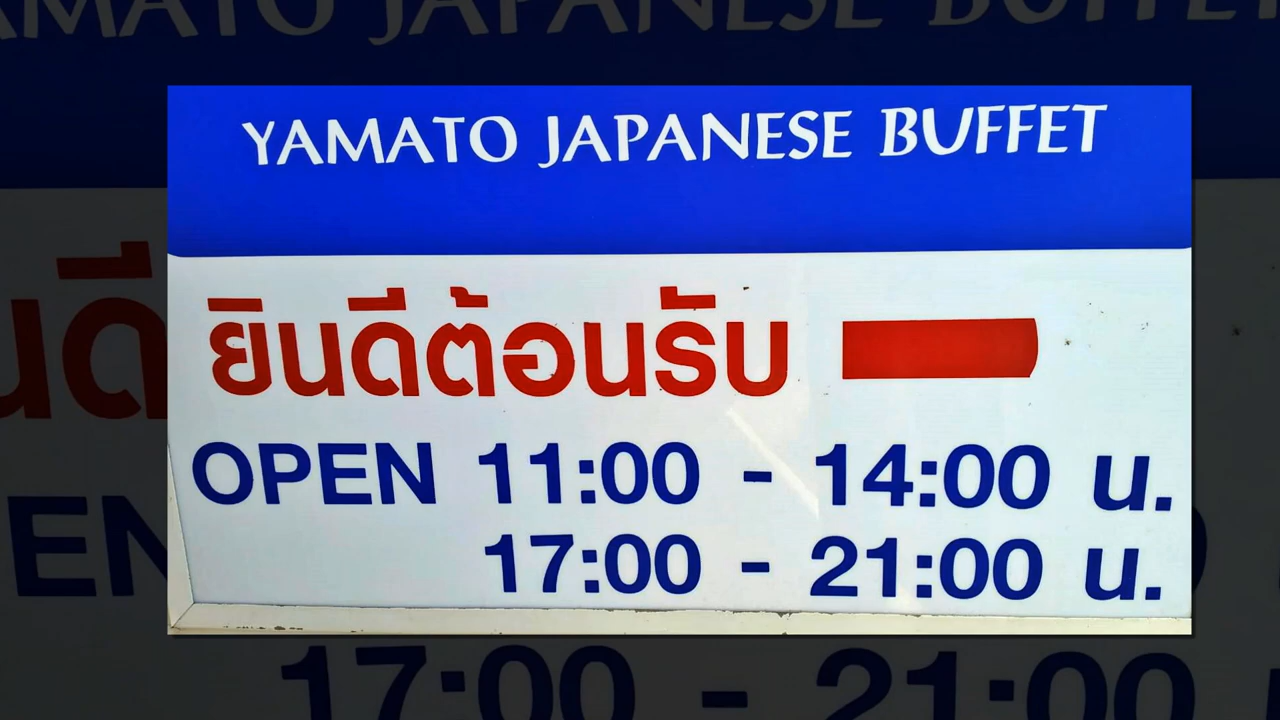 YAMATO JAPANESE BUFFET
ยินดีต้อนรับ
OPEN 11:00 - 14:00 น.
17:00 - 21:00 น.